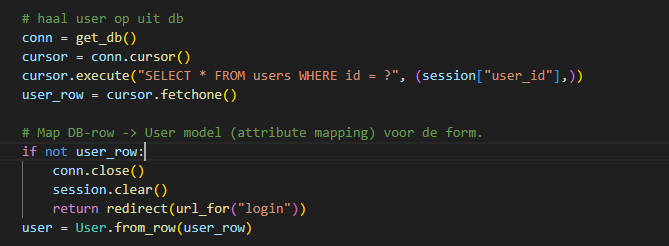 # haal user op uit db
conn = get_db()
cursor = conn.cursor()
cursor.execute("SELECT * FROM users WHERE id = ?", (session["user_id"],))
user_row = cursor.fetchone()

# Map DB-row -> User model (attribute mapping) voor de form.
if not user_row:
    conn.close()
    session.clear()
    return redirect(url_for("login"))
user = User.from_row(user_row)